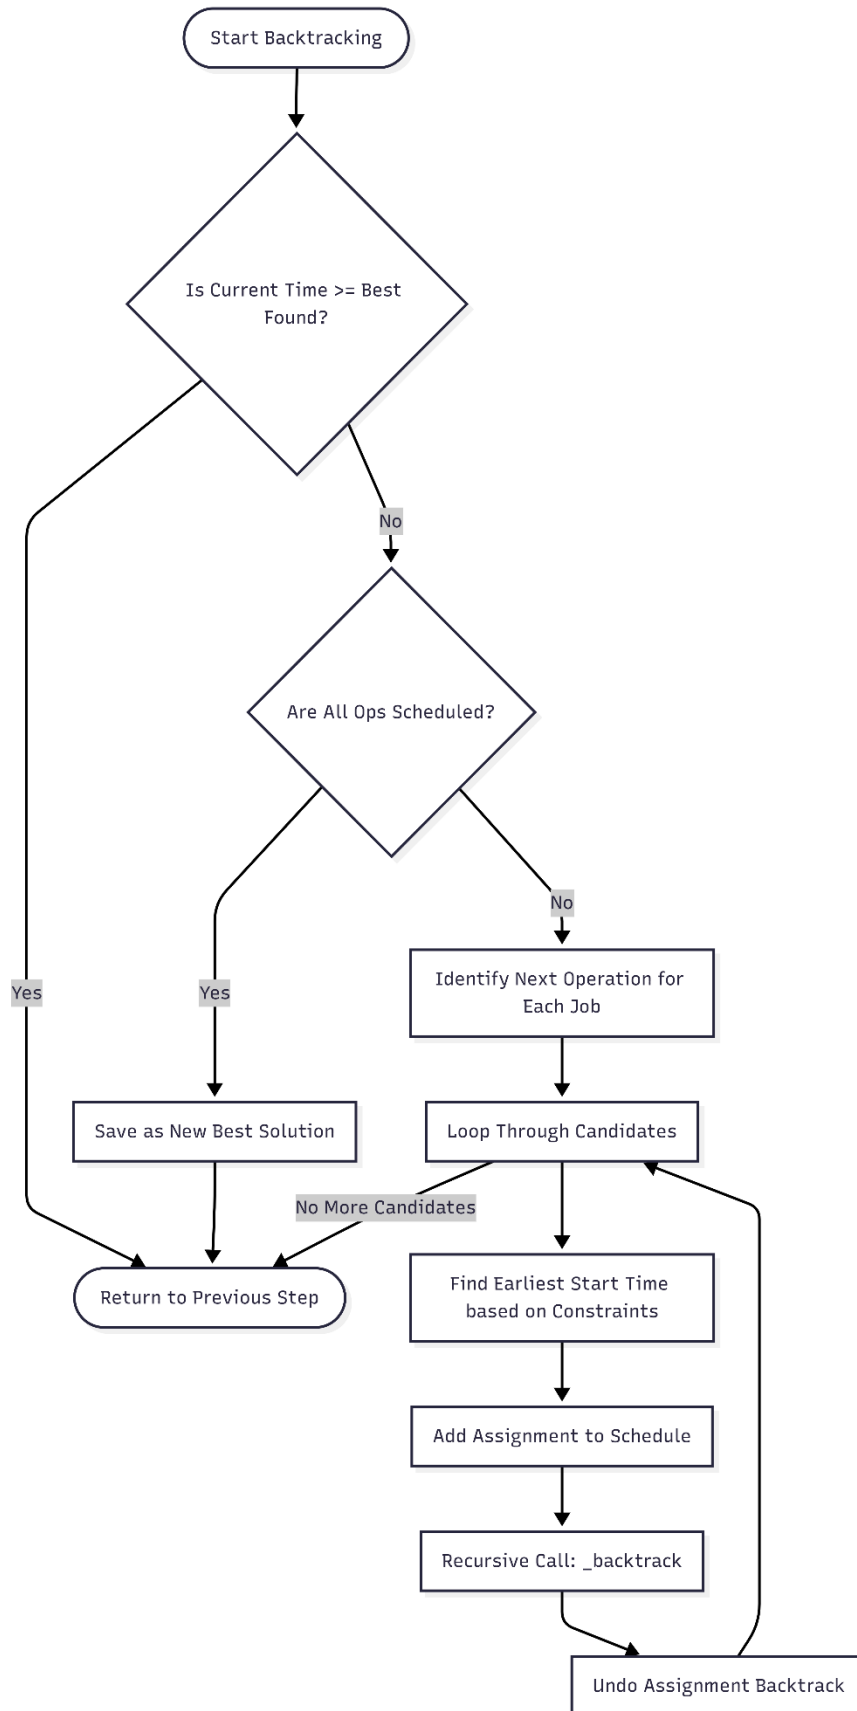 Start Backtracking
Is Current Time >= Best
Found?
No
Are All Ops Scheduled?
No
Yes
Yes
Identify Next Operation for
Each Job
Save as New Best Solution
Loop Through Candidates
No More Candidates
Return to Previous Step
Find Earliest Start Time
based on Constraints
Add Assignment to Schedule
Recursive Call: _backtrack
Undo Assignment Backtrack